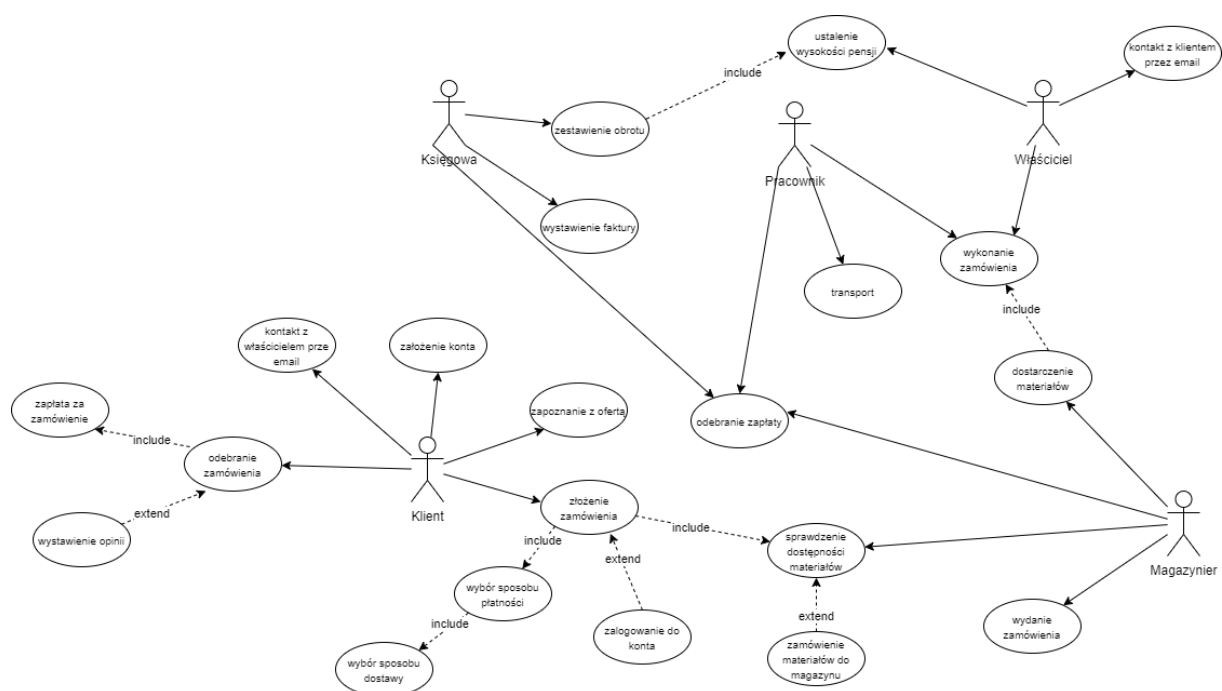 ustalenie
wysokości pensji
kontakt z klientem
przez email
include
zestawienie obrotu
Księgowa
Pracownik
Właściciel
wystawienie faktury
wykonanie
zamówienia
transport
include
kontakt z
właścicielem prze
email
założenie konta
dostarczenie
materiałów
zapłata za
zamówienie
zapoznanie z ofertą
odebranie zapłaty
include
odebranie
zamówienia
złożenie
zamówienia
extend
Klient
include
wystawienie opinii
include
sprawdzenie
dostępności
materiałów
extend
Magazynier
wybór sposobu
płatności
include
zalogowanie do
konta
extend
wydanie
zamówienia
wybór sposobu
dostawy
zamówienie
materiałów do
magazynu